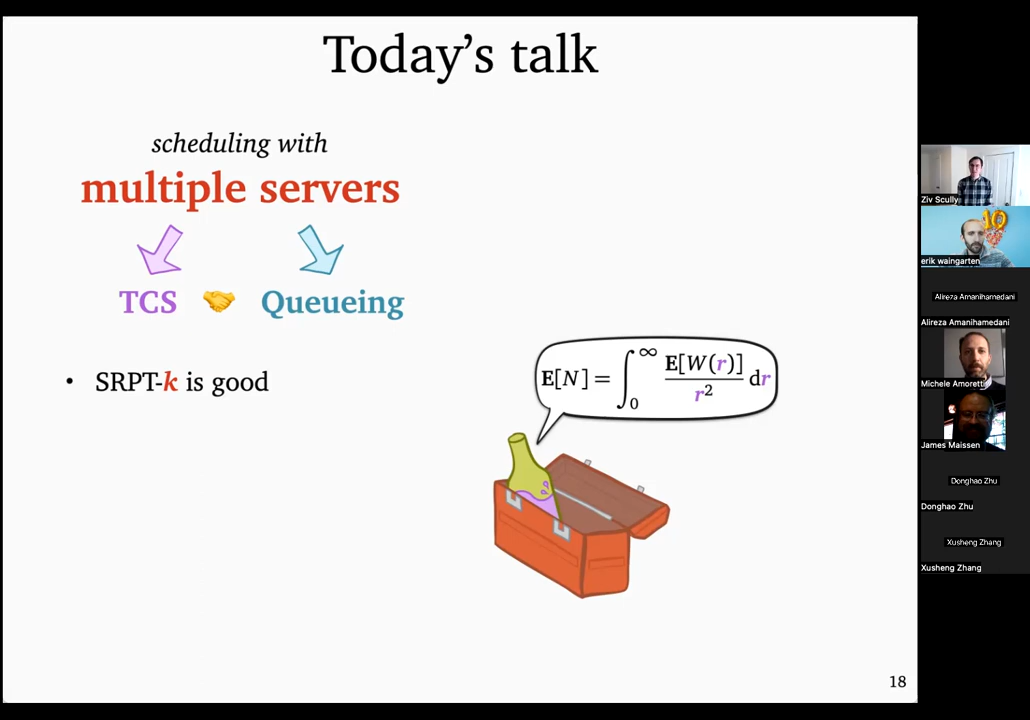 Today's talk
scheduling with
multiple servers
TCS 🤝 Queueing
• SRPT-k is good
E[N] = ∫₀^∞ E[W(r)] / r² dr
18
10
Ziv Scully
erik waingarten
Alireza Amanihamedani
Alireza Amanihamedani
Michele Amoretti
James Maissen
Donghao Zhu
Donghao Zhu
Xusheng Zhang
Xusheng Zhang